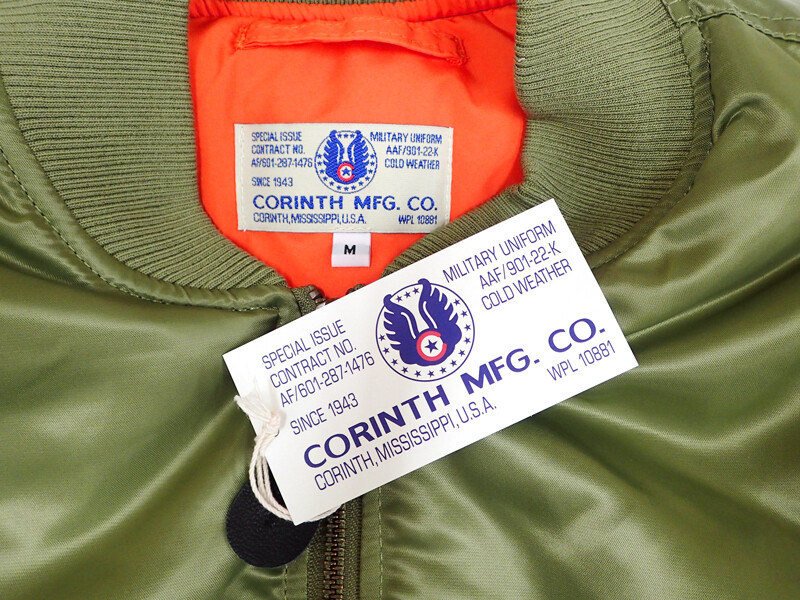 SPECIAL ISSUE
CONTRACT NO.
AF/601-287-1476
MILITARY UNIFORM
AAF/901-22-K
COLD WEATHER
SINCE 1943
CORINTH MFG. CO.
CORINTH, MISSISSIPPI, U.S.A.
WPL 10881
M
SPECIAL ISSUE
CONTRACT NO.
AF/601-287-1476
MILITARY UNIFORM
AAF/901-22-K
COLD WEATHER
SINCE 1943
CORINTH MFG. CO.
CORINTH, MISSISSIPPI, U.S.A.
WPL 10881